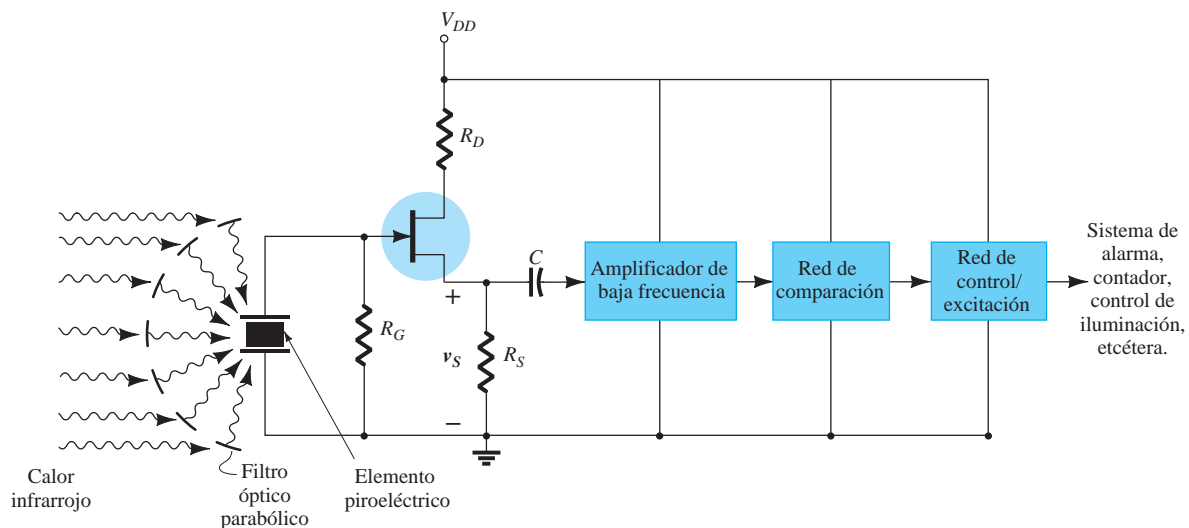 V_DD
R_D
C
Amplificador de
baja frecuencia
Red de
comparación
Red de
control/
excitación
Sistema de
alarma,
contador,
control de
iluminación,
etcétera.
+
R_G
v_S
R_S
–
Calor
infrarrojo
Filtro
óptico
parabólico
Elemento
piroeléctrico